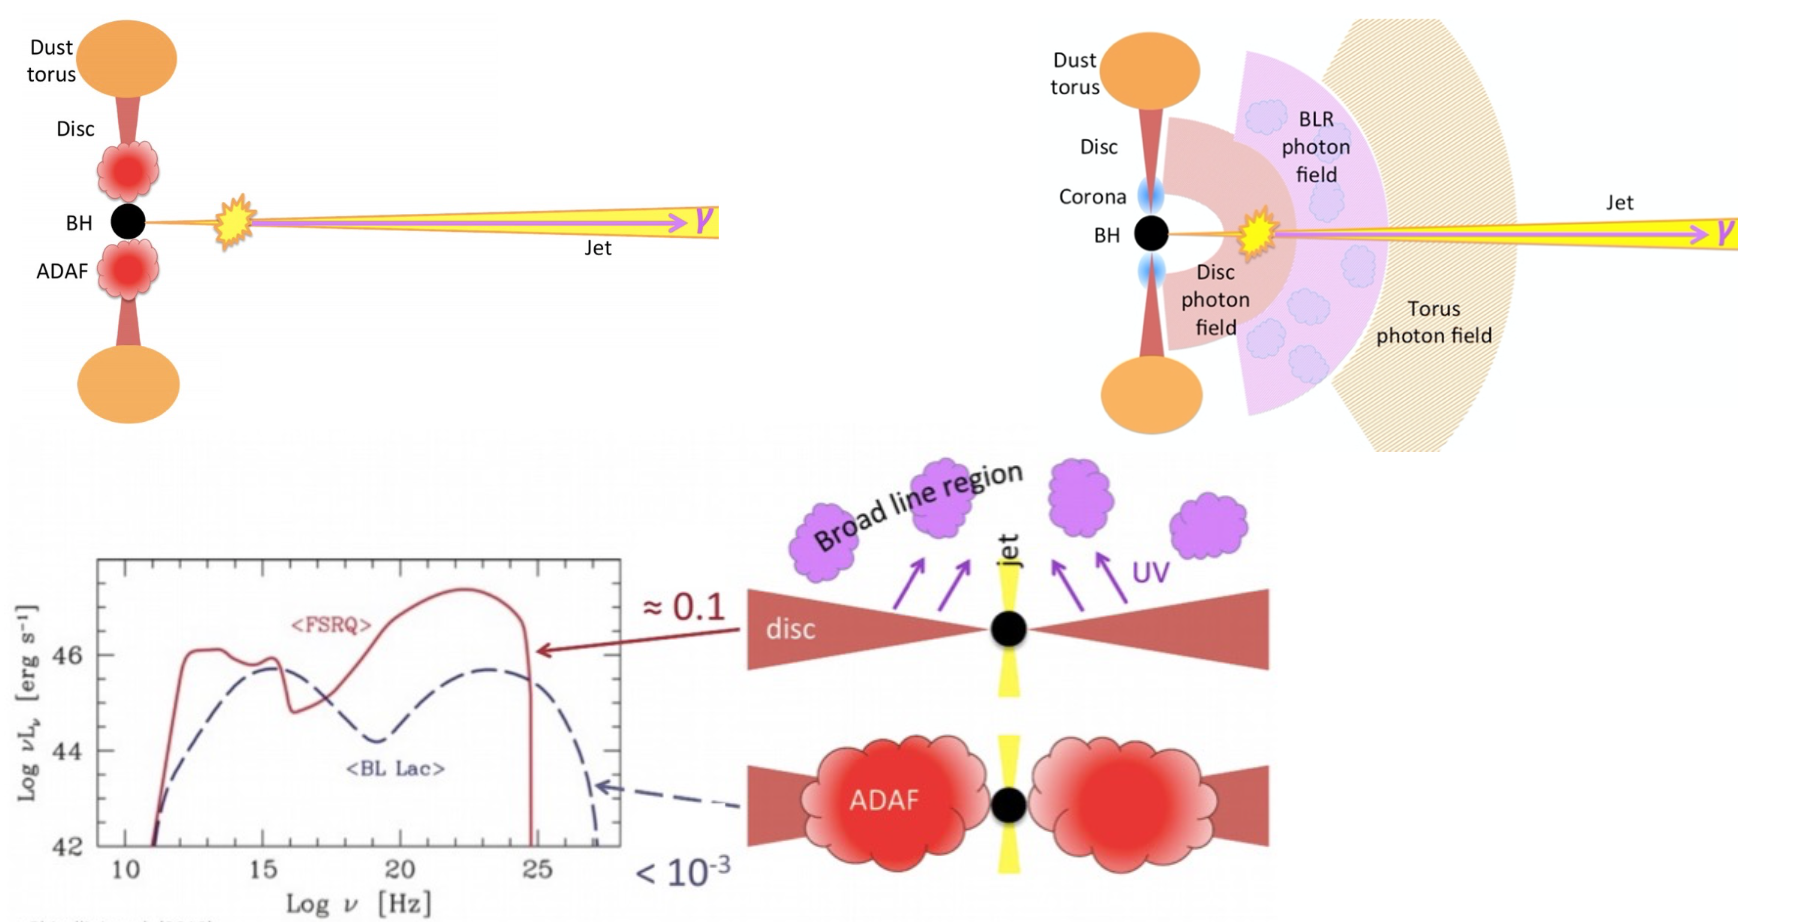 Dust
torus
Disc
BH
ADAF
Jet
γ
Dust
torus
Disc
Corona
BH
BLR
photon
field
Disc
photon
field
Torus
photon field
Jet
γ
Broad line region
jet
UV
disc
ADAF
≈ 0.1
< 10⁻³
<FSRQ>
<BL Lac>
Log νLᵥ [erg s⁻¹]
46
44
42
10 15 20 25
Log ν [Hz]